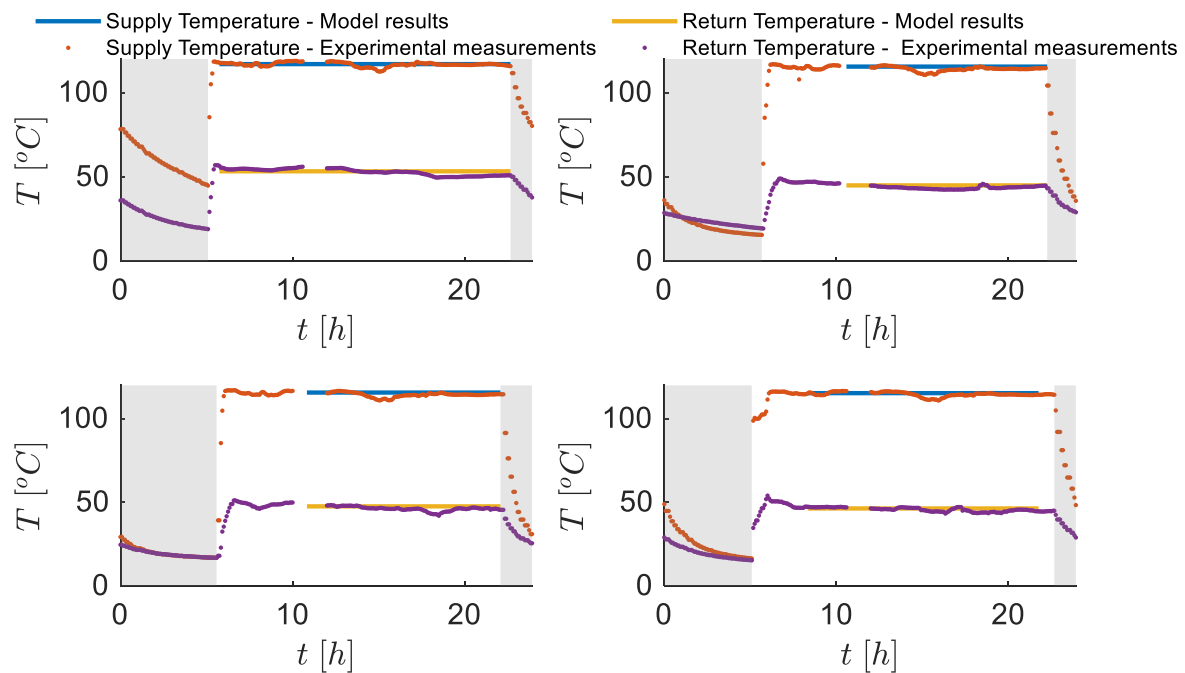 Supply Temperature - Model results
Return Temperature - Model results
Supply Temperature - Experimental measurements
Return Temperature - Experimental measurements
100
50
0
T [°C]
0 10 20
t [h]
100
50
0
T [°C]
0 10 20
t [h]
100
50
0
T [°C]
0 10 20
t [h]
100
50
0
T [°C]
0 10 20
t [h]